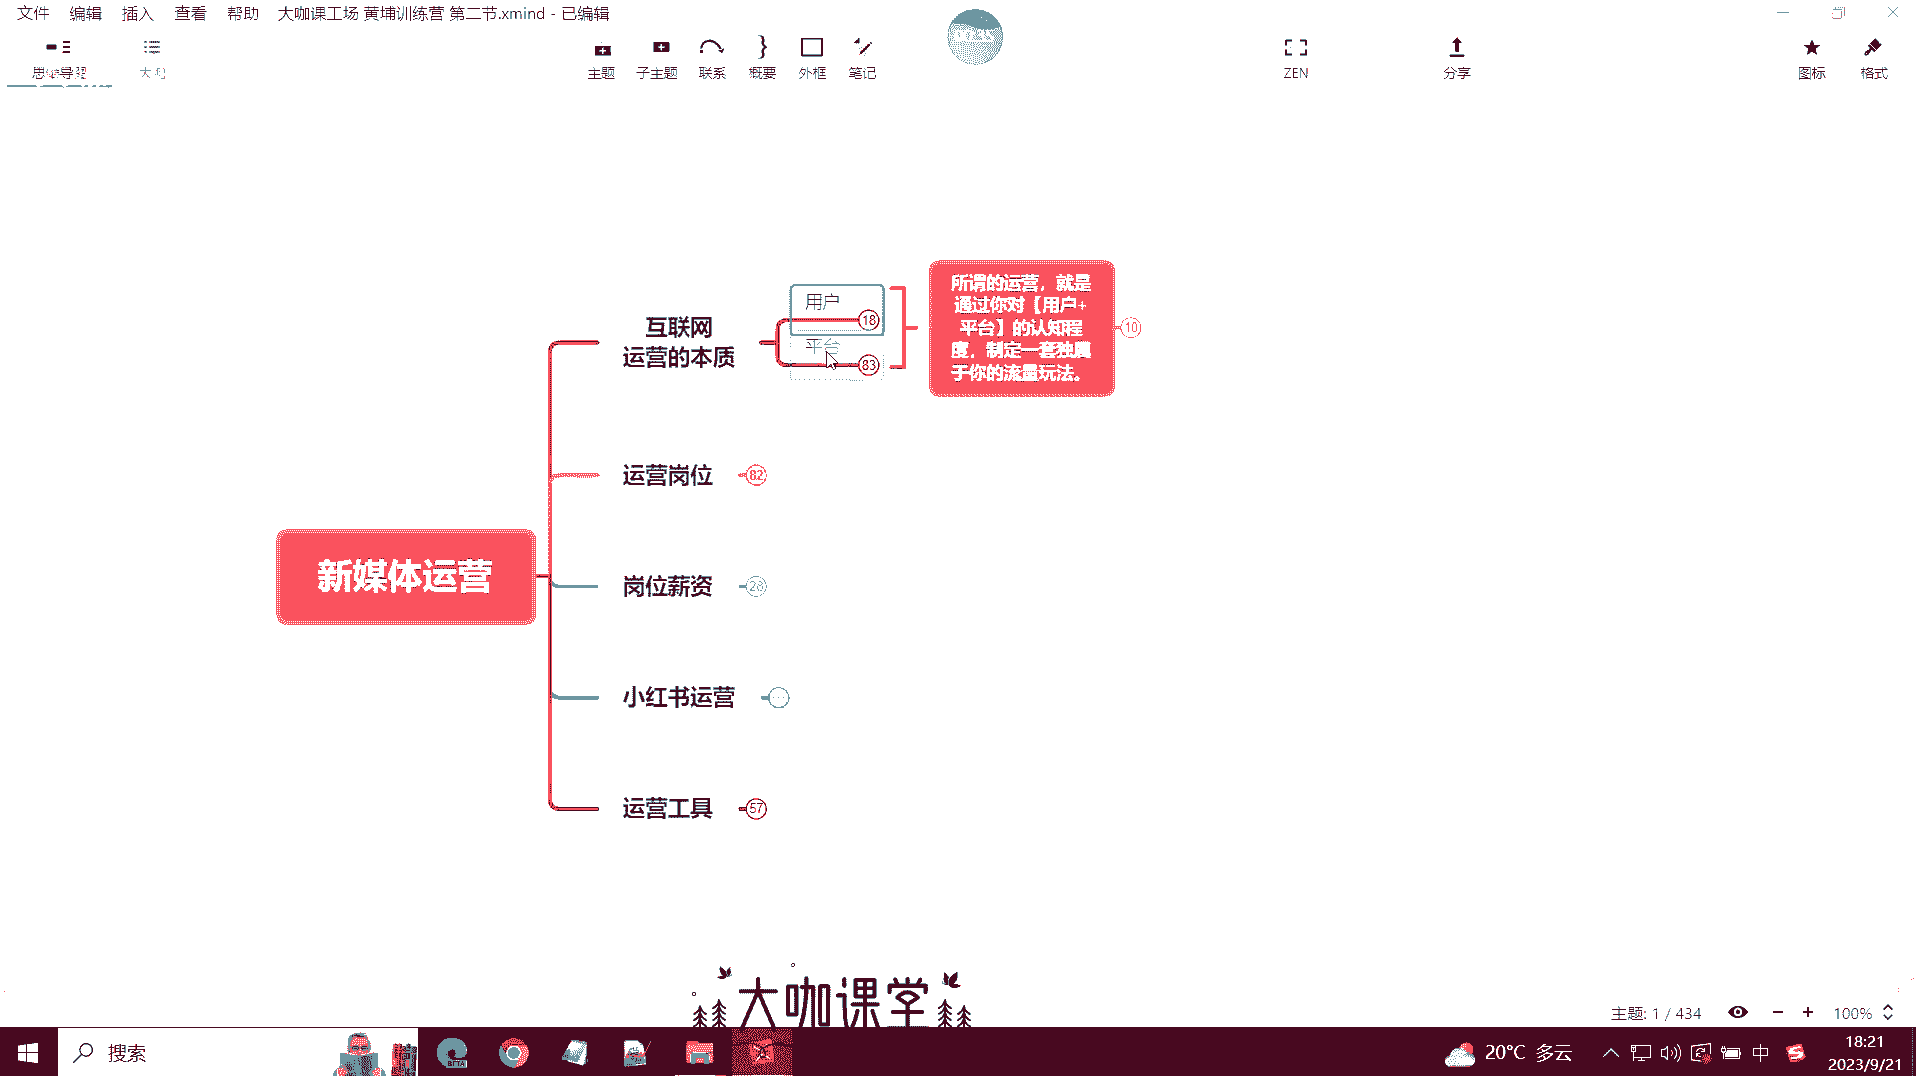 文件 编辑 插入 查看 帮助 大咖课工场 黄埔训练营 第二节.xmind - 已编辑
思维导图 主题 子主题 联系 概要 外框 笔记 ZEN 分享 图标 格式
用户
18
平台
83
互联网
运营的本质
所谓的运营，就是
通过你对【用户+
平台】的认知程
度，制定一套独属
于你的流量玩法。
10
运营岗位 82
新媒体运营
岗位薪资
小红书运营 ···
运营工具 57
大咖课堂
主题: 1 / 434 100%
搜索 20°C 多云 中
18:21
2023/9/21